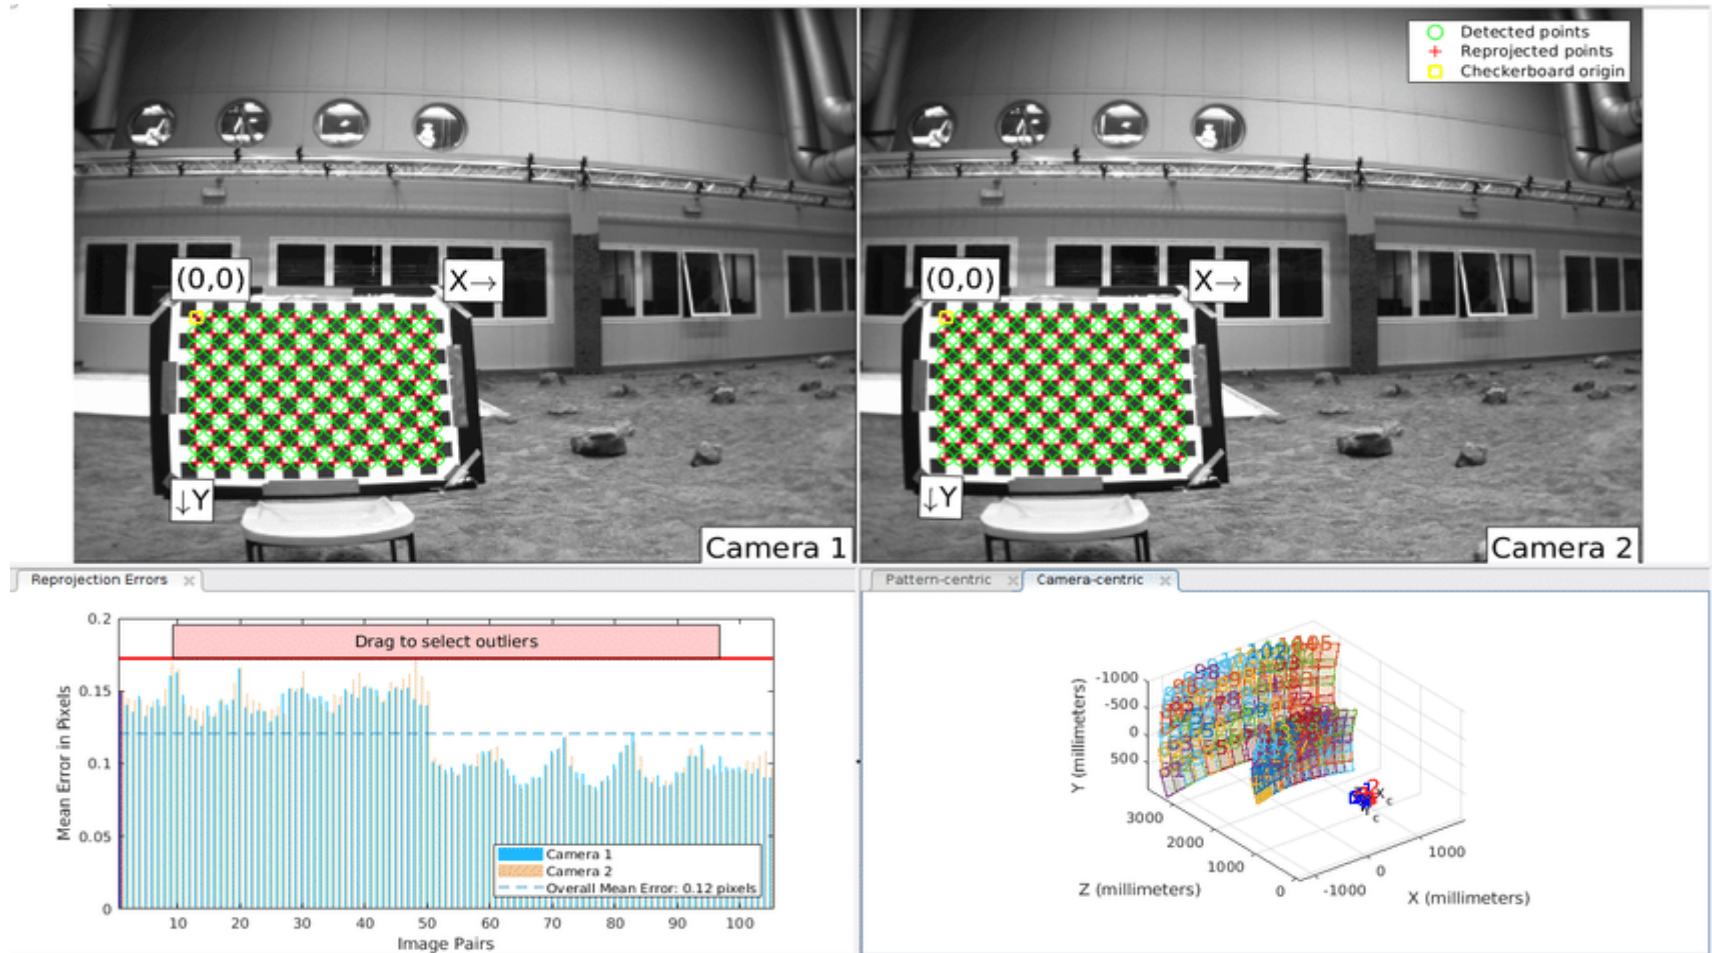 Detected points
Reprojected points
Checkerboard origin
(0,0)
X→
↓Y
Camera 1
(0,0)
X→
↓Y
Camera 2
Reprojection Errors
Pattern-centric
Camera-centric
0.2
0.15
0.1
0.05
0
Mean Error in Pixels
Drag to select outliers
Camera 1
Camera 2
Overall Mean Error: 0.12 pixels
10 20 30 40 50 60 70 80 90 100
Image Pairs
-1000
-500
0
500
Y (millimeters)
3000
2000
1000
0
Z (millimeters)
-1000
0
1000
X (millimeters)